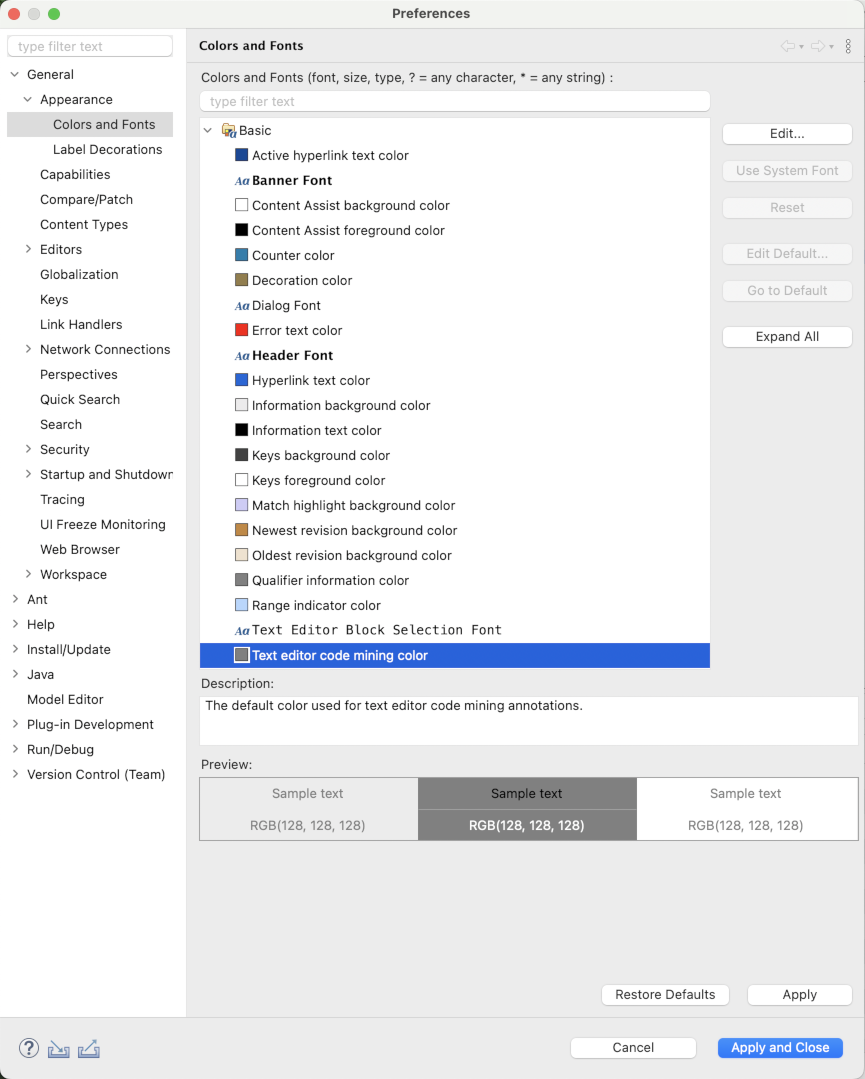 Preferences
type filter text
General
Appearance
Colors and Fonts
Label Decorations
Capabilities
Compare/Patch
Content Types
Editors
Globalization
Keys
Link Handlers
Network Connections
Perspectives
Quick Search
Search
Security
Startup and Shutdown
Tracing
UI Freeze Monitoring
Web Browser
Workspace
Ant
Help
Install/Update
Java
Model Editor
Plug-in Development
Run/Debug
Version Control (Team)
Colors and Fonts
Colors and Fonts (font, size, type, ? = any character, * = any string) :
type filter text
Basic
Active hyperlink text color
Aa Banner Font
Content Assist background color
Content Assist foreground color
Counter color
Decoration color
Aa Dialog Font
Error text color
Aa Header Font
Hyperlink text color
Information background color
Information text color
Keys background color
Keys foreground color
Match highlight background color
Newest revision background color
Oldest revision background color
Qualifier information color
Range indicator color
Aa Text Editor Block Selection Font
Text editor code mining color
Edit...
Use System Font
Reset
Edit Default...
Go to Default
Expand All
Description:
The default color used for text editor code mining annotations.
Preview:
Sample text Sample text Sample text
RGB(128, 128, 128) RGB(128, 128, 128) RGB(128, 128, 128)
Restore Defaults Apply
? Cancel Apply and Close